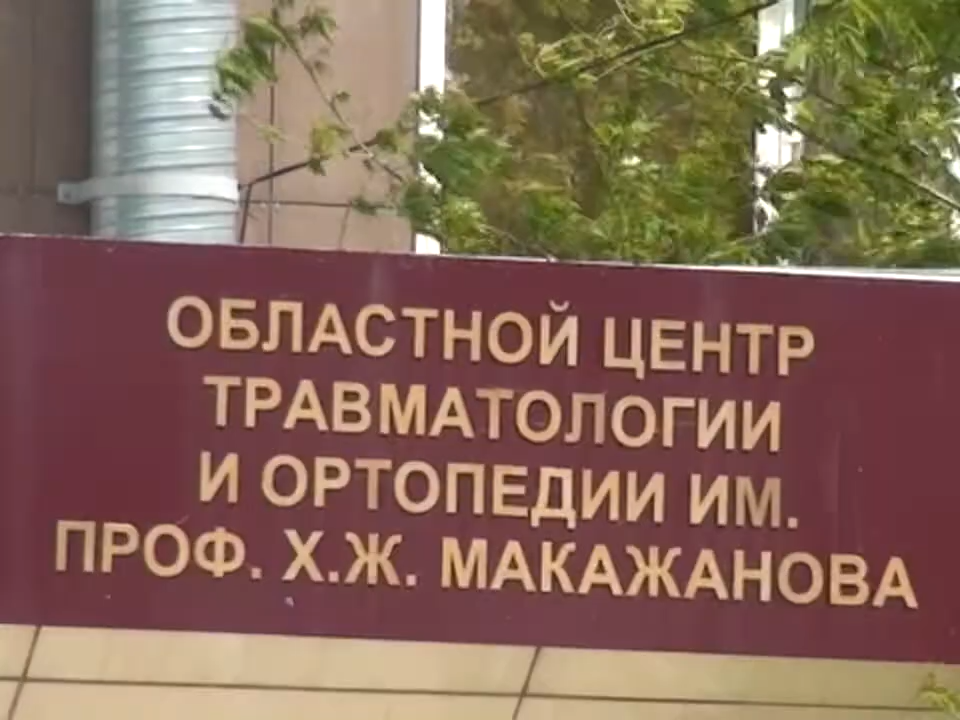 ОБЛАСТНОЙ ЦЕНТР
ТРАВМАТОЛОГИИ
И ОРТОПЕДИИ ИМ.
ПРОФ. Х.Ж. МАКАЖАНОВА